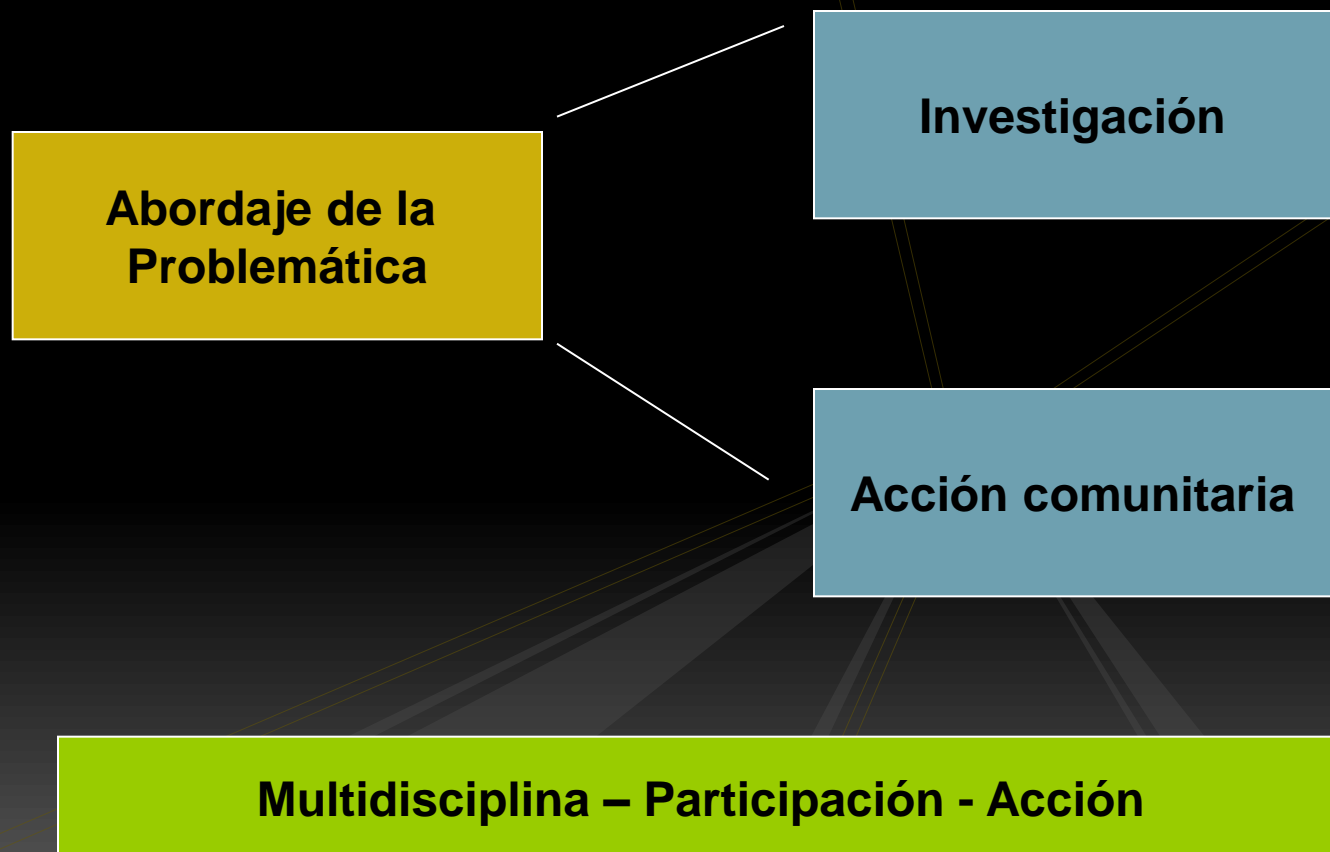 Investigación
Abordaje de la
Problemática
Acción comunitaria
Multidisciplina – Participación - Acción